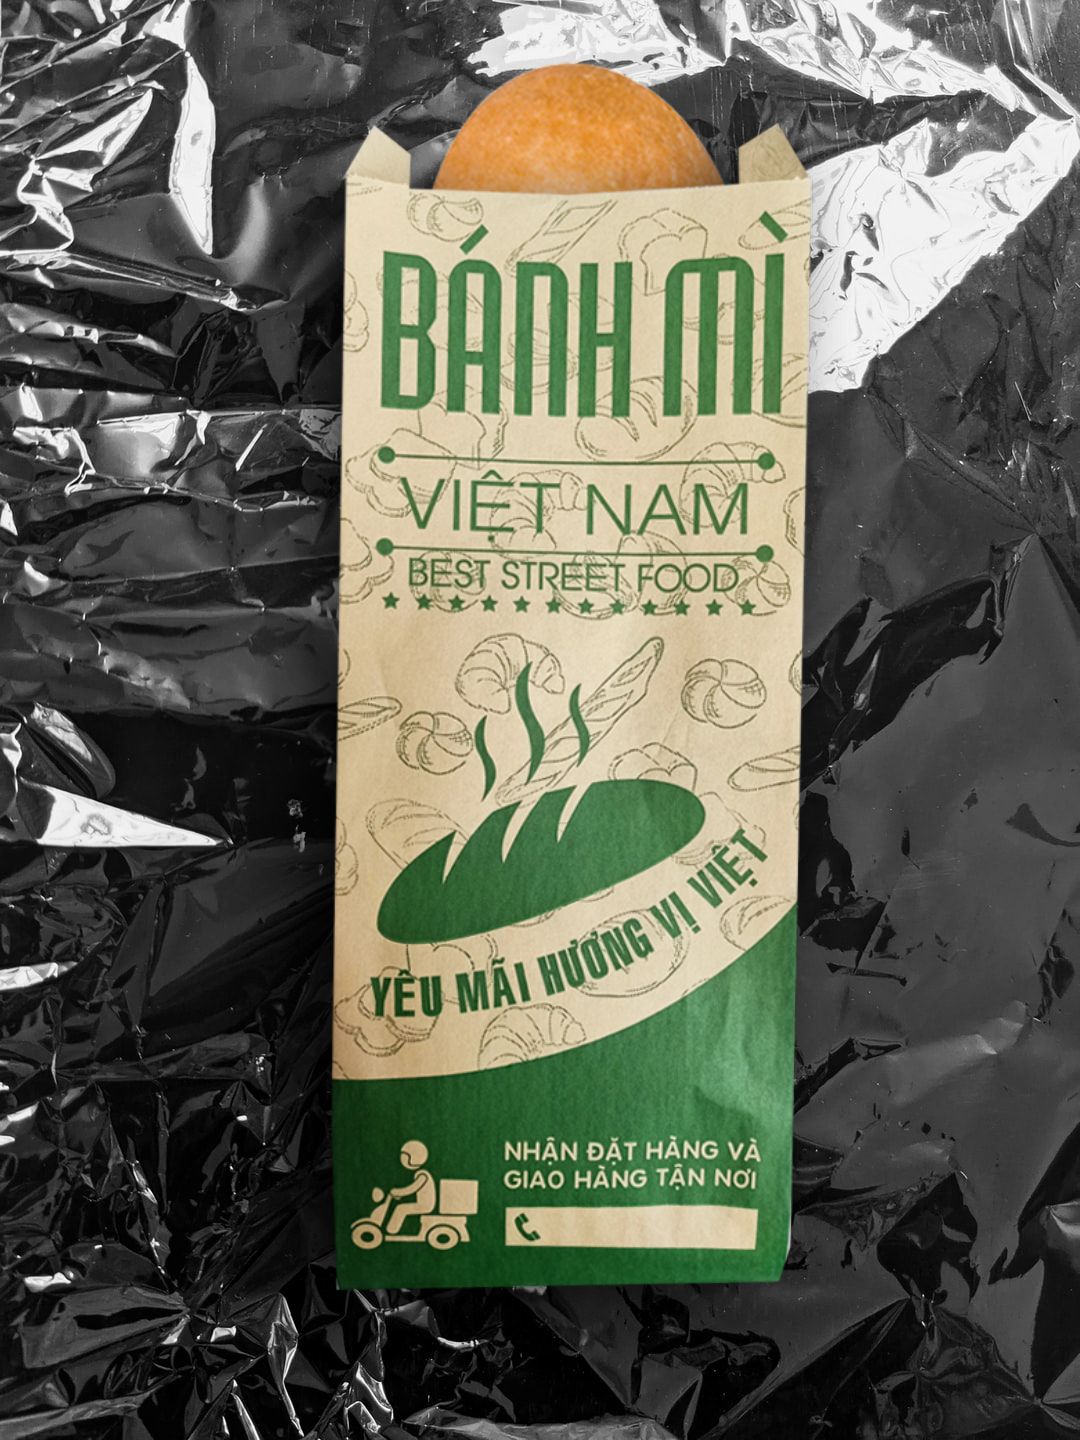 BÁNH MÌ
VIỆT NAM
BEST STREET FOOD
YÊU MÃI HƯƠNG VỊ VIỆT
NHẬN ĐẶT HÀNG VÀ
GIAO HÀNG TẬN NƠI